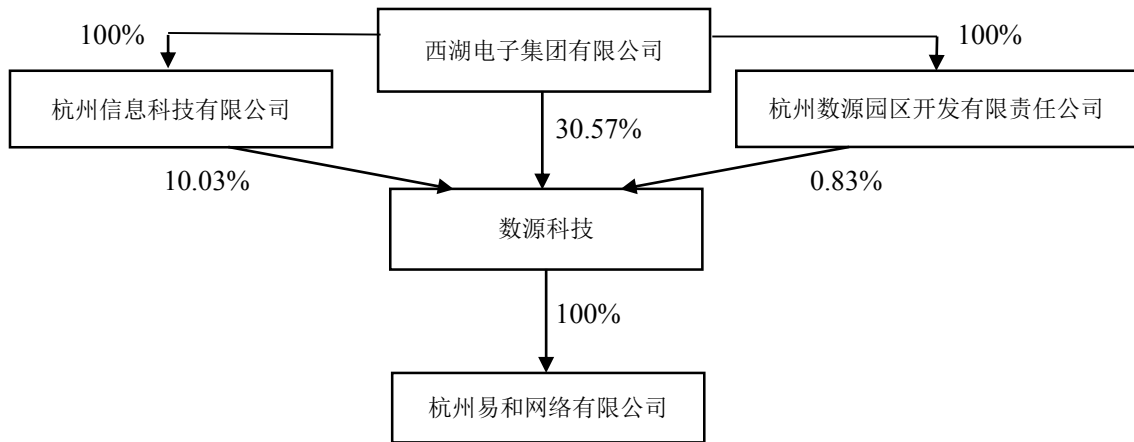 100%
西湖电子集团有限公司
100%
杭州信息科技有限公司
杭州数源园区开发有限责任公司
30.57%
10.03%
0.83%
数源科技
100%
杭州易和网络有限公司